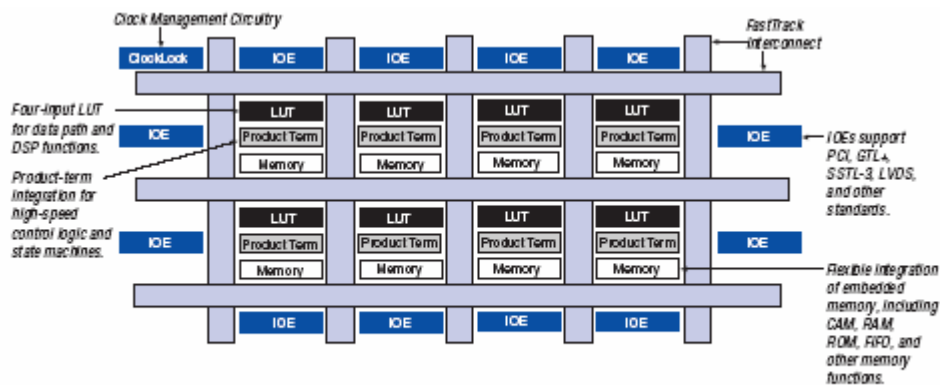 Clock Management Circuitry
FastTrack
Interconnect
ClockLock
IOE IOE IOE IOE
Four-Input LUT
for data path and
DSP functions.
LUT LUT LUT LUT
IOE Product Term Product Term Product Term Product Term IOE
Memory Memory Memory Memory
IOEs support
PCI, GTL+,
SSTL-3, LVDS,
and other
standards.
Product-term
integration for
high-speed
control logic and
state machines.
LUT LUT LUT LUT
IOE Product Term Product Term Product Term Product Term IOE
Memory Memory Memory Memory
Flexible integration
of embedded
memory, including
CAM, RAM,
ROM, FIFO, and
other memory
functions.
IOE IOE IOE IOE